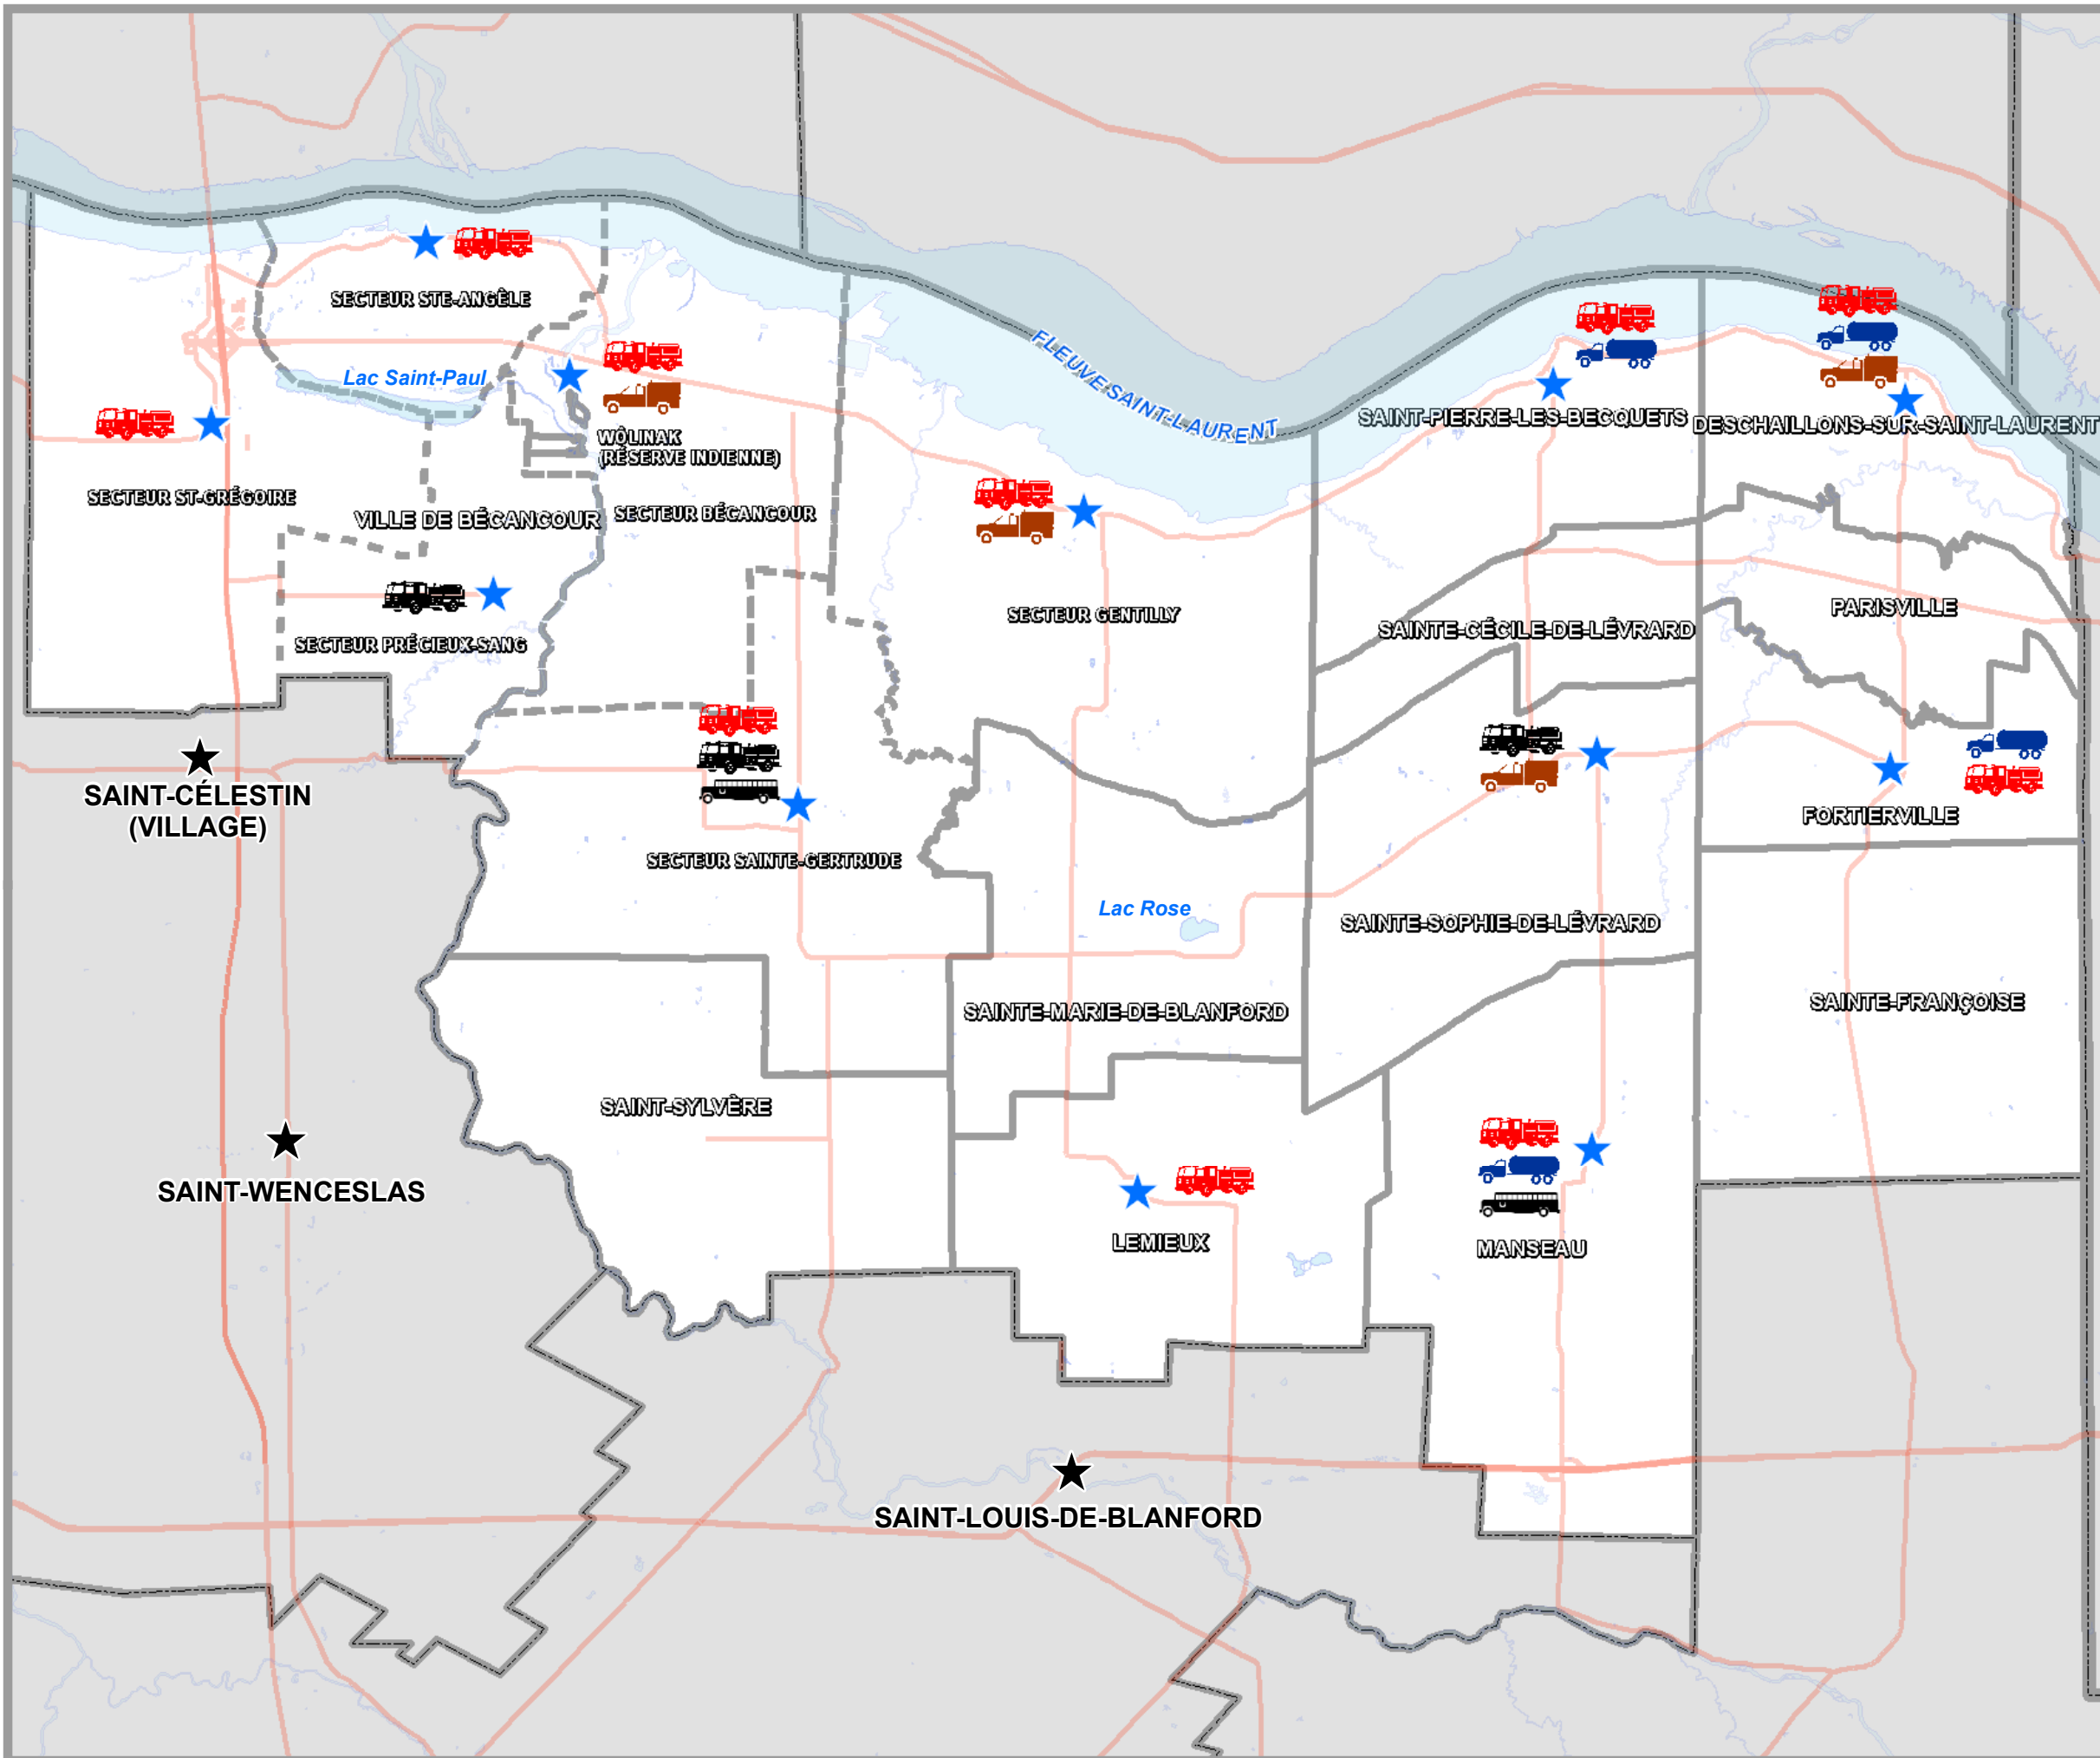 SECTEUR STE-ANGÈLE
Lac Saint-Paul
FLEUVE SAINT-LAURENT
SAINT-PIERRE-LES-BECQUETS
DESCHAILLONS-SUR-SAINT-LAURENT
WÔLINAK
(RÉSERVE INDIENNE)
SECTEUR ST-GRÉGOIRE
VILLE DE BÉCANCOUR
SECTEUR BÉCANCOUR
SECTEUR GENTILLY
PARISVILLE
SAINTE-CÉCILE-DE-LÉVRARD
SECTEUR PRÉCIEUX-SANG
SAINT-CÉLESTIN
(VILLAGE)
FORTIERVILLE
SECTEUR SAINTE-GERTRUDE
Lac Rose
SAINTE-SOPHIE-DE-LÉVRARD
SAINTE-FRANÇOISE
SAINTE-MARIE-DE-BLANFORD
SAINT-SYLVÈRE
SAINT-WENCESLAS
LEMIEUX
MANSEAU
SAINT-LOUIS-DE-BLANFORD